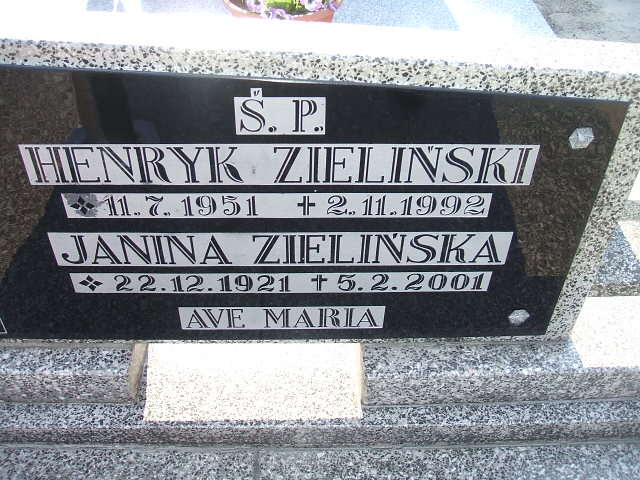 Ś. P.
HENRYK ZIELIŃSKI
❖ 11. 7. 1951 ✝ 2. 11. 1992
JANINA ZIELIŃSKA
❖ 22. 12. 1921 ✝ 5. 2. 2001
AVE MARIA